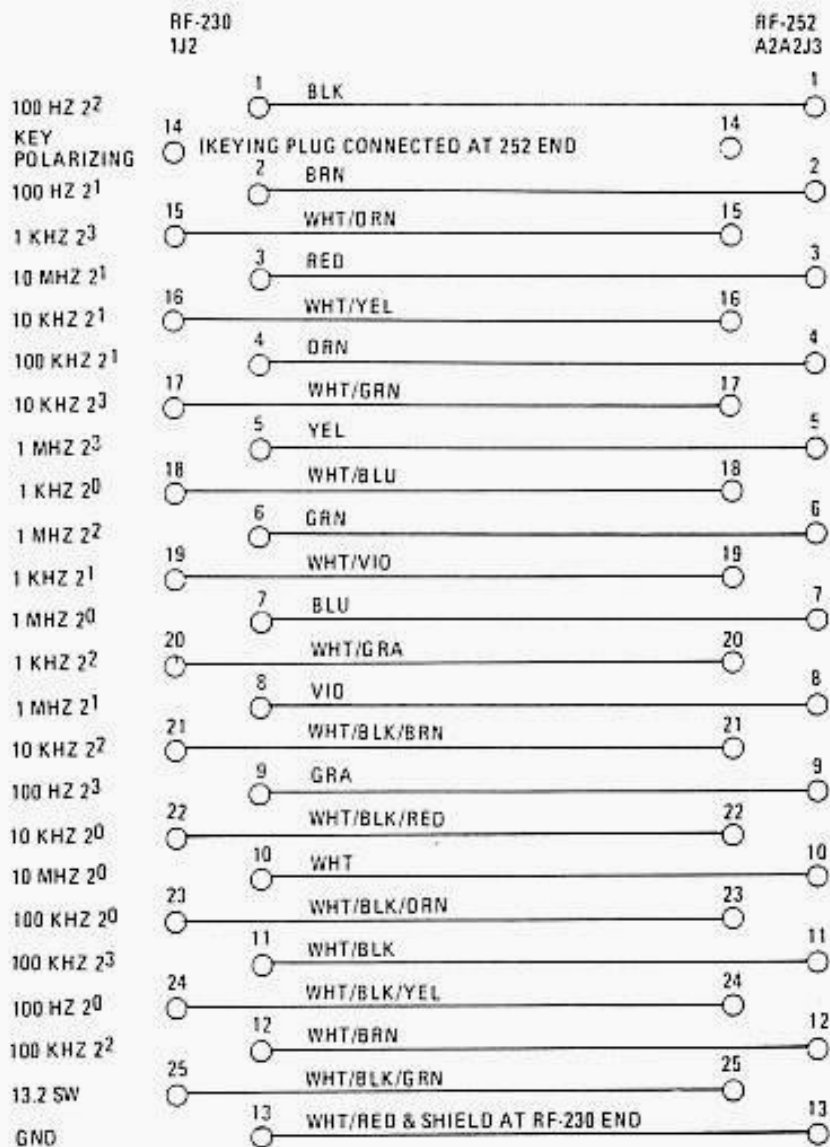 RF-230 RF-252
1J2 A2A2J3
100 HZ 2² 1 BLK 1
KEY POLARIZING 14 (KEYING PLUG CONNECTED AT 252 END 14
100 HZ 2¹ 2 BRN 2
1 KHZ 2³ 15 WHT/ORN 15
10 MHZ 2¹ 3 RED 3
10 KHZ 2¹ 16 WHT/YEL 16
100 KHZ 2¹ 4 ORN 4
10 KHZ 2³ 17 WHT/GRN 17
1 MHZ 2³ 5 YEL 5
1 KHZ 2⁰ 18 WHT/BLU 18
1 MHZ 2² 6 GRN 6
1 KHZ 2¹ 19 WHT/VIO 19
1 MHZ 2⁰ 7 BLU 7
1 KHZ 2² 20 WHT/GRA 20
1 MHZ 2¹ 8 VIO 8
10 KHZ 2² 21 WHT/BLK/BRN 21
100 HZ 2³ 9 GRA 9
10 KHZ 2⁰ 22 WHT/BLK/RED 22
10 MHZ 2⁰ 10 WHT 10
100 KHZ 2⁰ 23 WHT/BLK/ORN 23
100 KHZ 2³ 11 WHT/BLK 11
100 HZ 2⁰ 24 WHT/BLK/YEL 24
100 KHZ 2² 12 WHT/BRN 12
13.2 SW 25 WHT/BLK/GRN 25
GND 13 WHT/RED & SHIELD AT RF-230 END 13